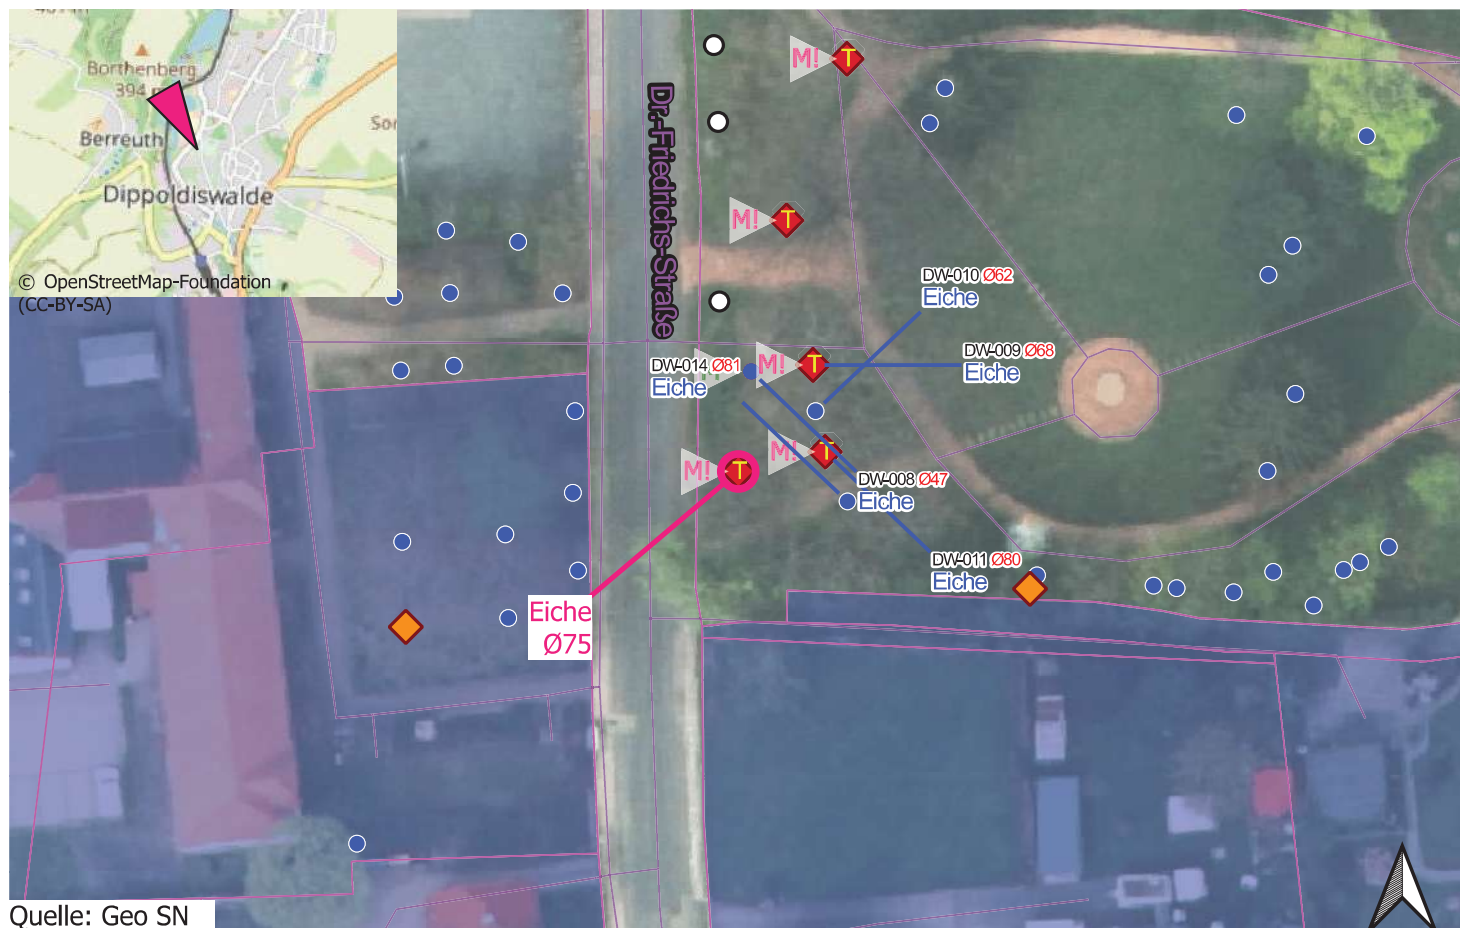 Borthenberg
394
Berreuth
Dippoldiswalde
© OpenStreetMap-Foundation
(CC-BY-SA)
Dr.-Friedrichs-Straße
M! T
M! T
DW-010 Ø62
Eiche
DW-009 Ø68
Eiche
DW-014 Ø81
Eiche
M! T
M! T
M! T
DW-008 Ø47
Eiche
DW-011 Ø80
Eiche
Eiche
Ø75
Quelle: Geo SN